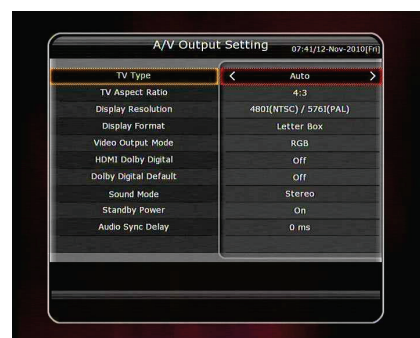 A/V Output Setting 07:41/12-Nov-2010[Fri]
TV Type < Auto >
TV Aspect Ratio 4:3
Display Resolution 480I(NTSC) / 576I(PAL)
Display Format Letter Box
Video Output Mode RGB
HDMI Dolby Digital Off
Dolby Digital Default Off
Sound Mode Stereo
Standby Power On
Audio Sync Delay 0 ms